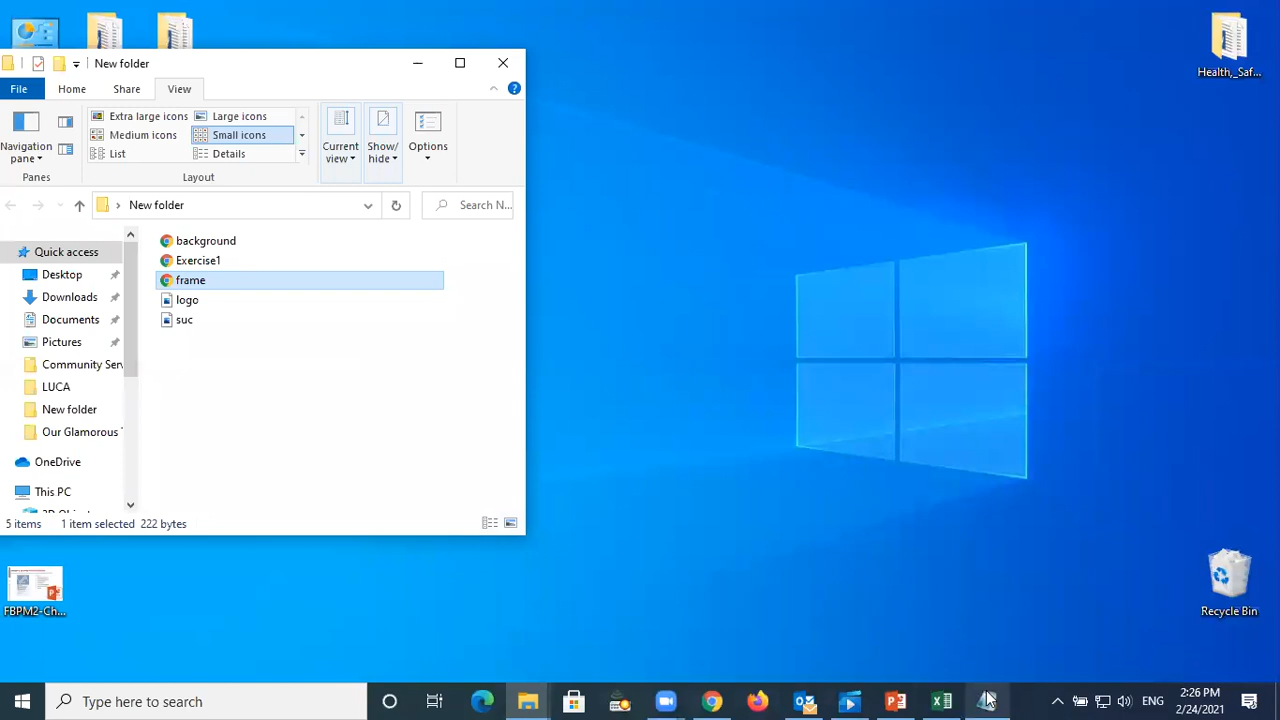 Health,_Saf...
New folder
File Home Share View
Extra large icons Large icons
Medium icons Small icons
List Details
Navigation pane
Current view
Show/ hide
Options
Panes Layout
New folder
Search N...
Quick access
Desktop
Downloads
Documents
Pictures
Community Serv
LUCA
New folder
Our Glamorous
OneDrive
This PC
background
Exercise1
frame
logo
suc
5 items 1 item selected 222 bytes
FBPM2-Ch...
Recycle Bin
Type here to search
ENG
2:26 PM
2/24/2021